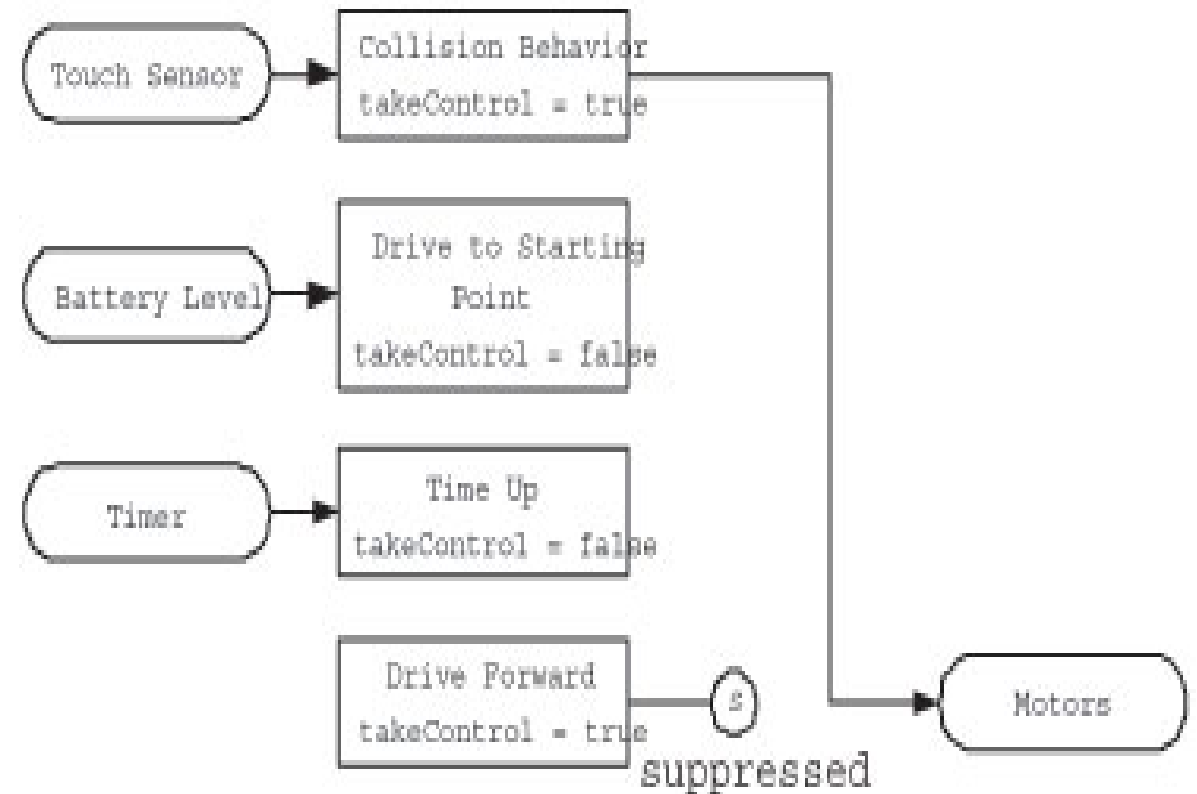 Touch Sensor
Collision Behavior
takeControl = true
Battery Level
Drive to Starting
Point
takeControl = false
Timer
Time Up
takeControl = false
Drive Forward
takeControl = true
s
suppressed
Motors